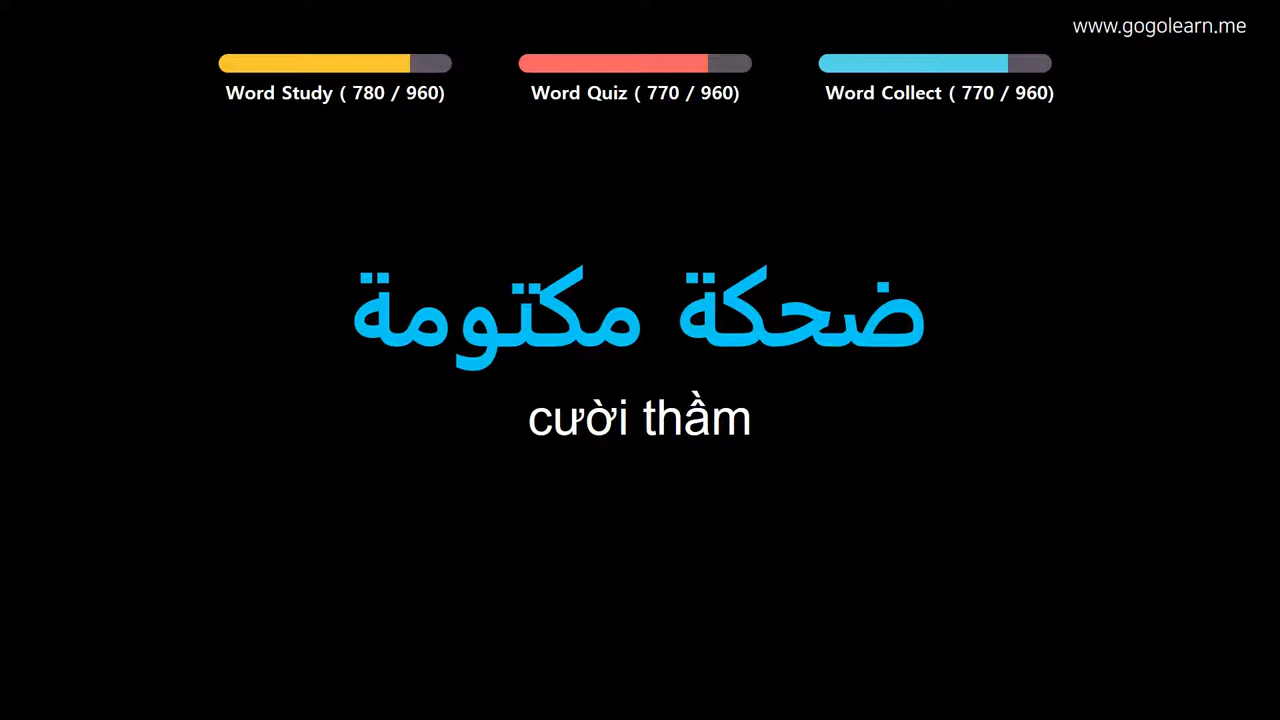 www.gogolearn.me
Word Study ( 780 / 960)
Word Quiz ( 770 / 960)
Word Collect ( 770 / 960)
ضحكة مكتومة
cười thầm